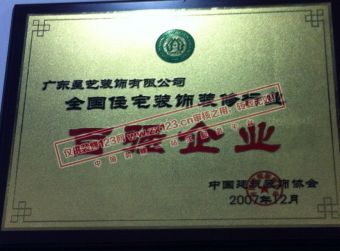 广东星艺装饰有限公司
全国住宅装饰装修行业
百强企业
中国建筑装饰协会
2007年12月